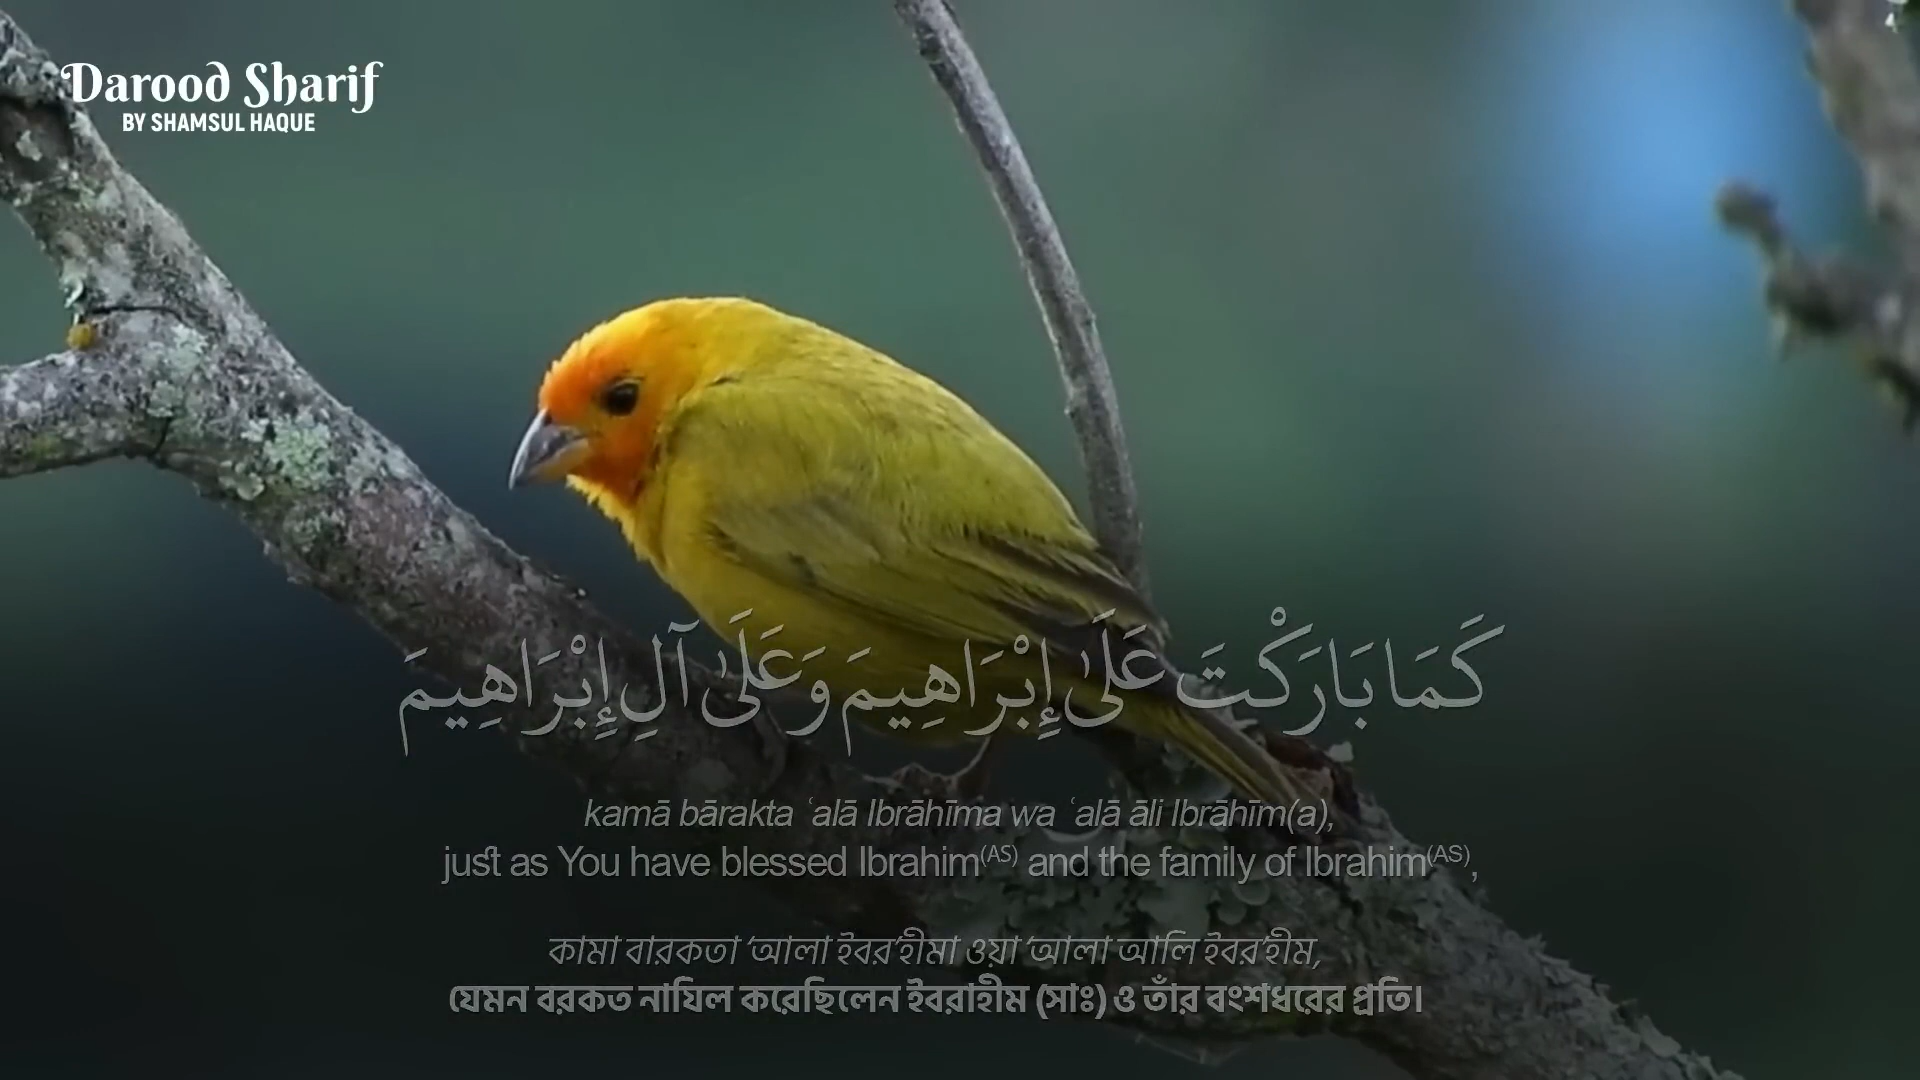 Darood Sharif
BY SHAMSUL HAQUE
كَمَا بَارَكْتَ عَلَىٰ إِبْرَاهِيمَ وَعَلَىٰ آلِ إِبْرَاهِيمَ
kamā bārakta ʿalā Ibrāhīma wa ʿalā āli Ibrāhīm(a),
just as You have blessed Ibrahim(AS) and the family of Ibrahim(AS),
কামা বারকতা ‘আলা ইবর’হীমা ওয়া ‘আলা আলি ইবর’হীম,
যেমন বরকত নাযিল করেছিলেন ইবরাহীম (সাঃ) ও তাঁর বংশধরের প্রতি।